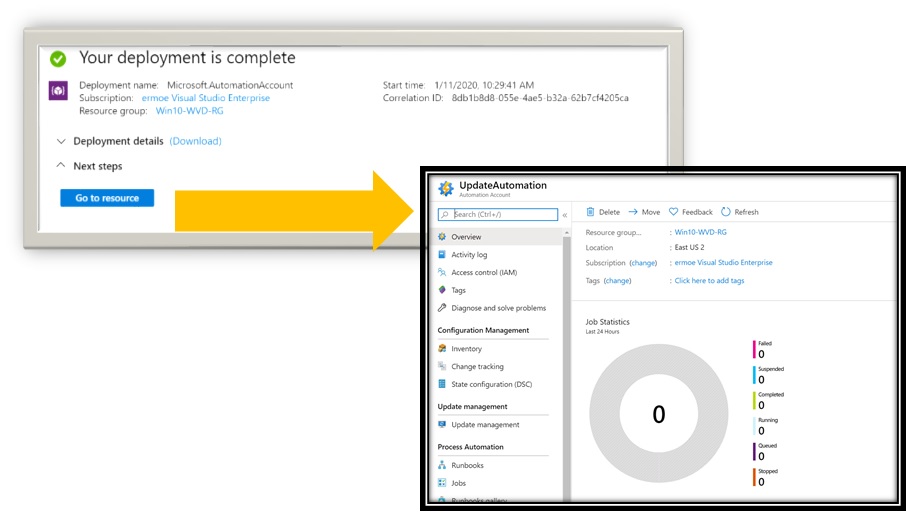 Your deployment is complete
Deployment name: Microsoft.AutomationAccount
Subscription: ermoe Visual Studio Enterprise
Resource group: Win10-WVD-RG
Start time: 1/11/2020, 10:29:41 AM
Correlation ID: 8db1b8d8-055e-4ae5-b32a-62b7cf4205ca
Deployment details (Download)
Next steps
Go to resource
UpdateAutomation
Automation Account
Search (Ctrl+/)
«
Overview
Activity log
Access control (IAM)
Tags
Diagnose and solve problems
Configuration Management
Inventory
Change tracking
State configuration (DSC)
Update management
Update management
Process Automation
Runbooks
Jobs
Runbooks gallery
Delete Move Feedback Refresh
Resource group... : Win10-WVD-RG
Location : East US 2
Subscription (change) : ermoe Visual Studio Enterprise
Tags (change) : Click here to add tags
Job Statistics
Last 24 Hours
0
Failed
0
Suspended
0
Completed
0
Running
0
Queued
0
Stopped
0